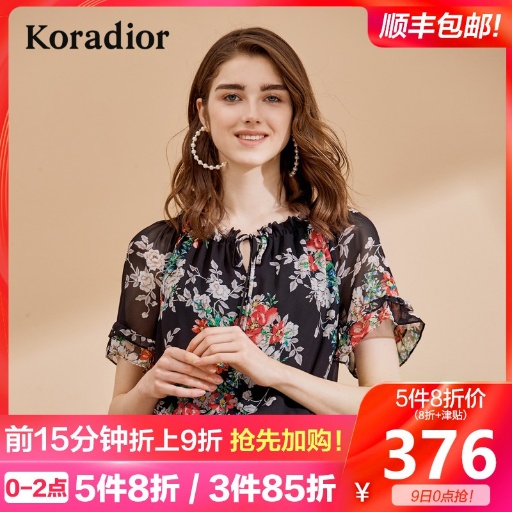 Koradior
顺丰包邮!
5件8折价
(8折+津贴)
前15分钟折上9折 抢先加购!
0-2点 5件8折 / 3件85折
¥ 376
9日0点抢!